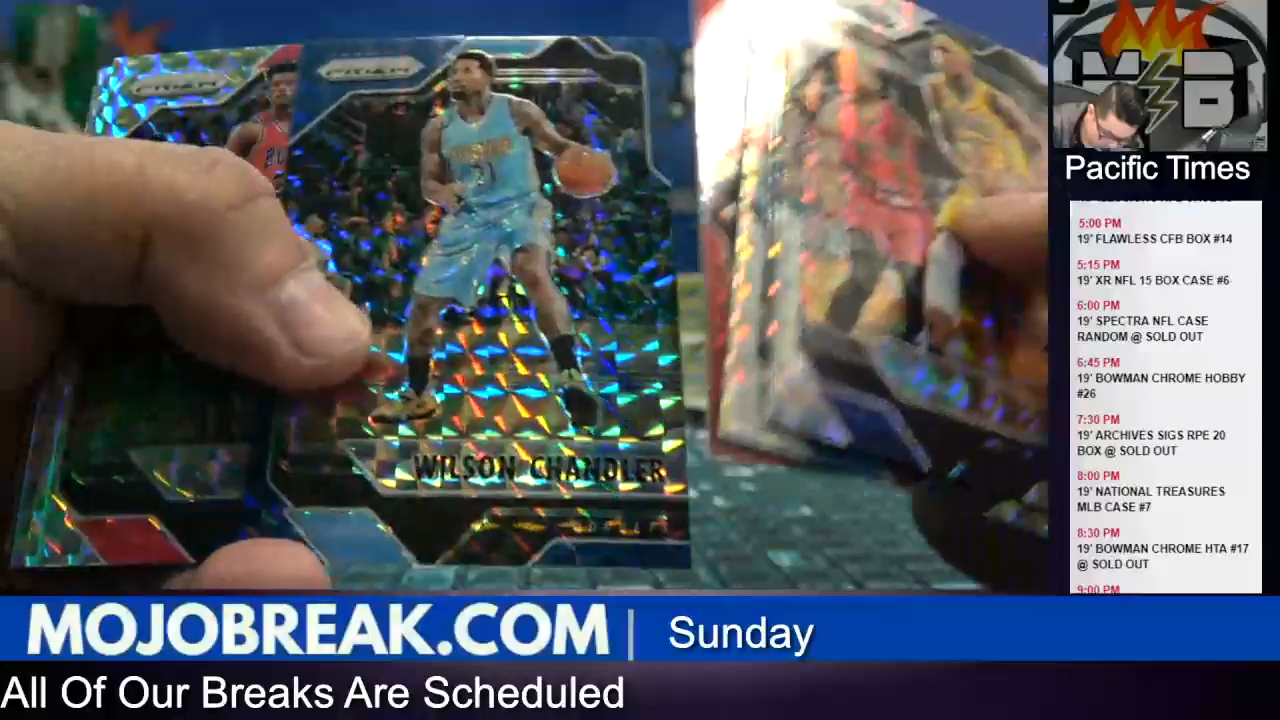 PRIZM
PRIZM
WILSON CHANDLER
MB
Pacific Times
5:00 PM
19' FLAWLESS CFB BOX #14
5:15 PM
19' XR NFL 15 BOX CASE #6
6:00 PM
19' SPECTRA NFL CASE
RANDOM @ SOLD OUT
6:45 PM
19' BOWMAN CHROME HOBBY
#26
7:30 PM
19' ARCHIVES SIGS RPE 20
BOX @ SOLD OUT
8:00 PM
19' NATIONAL TREASURES
MLB CASE #7
8:30 PM
19' BOWMAN CHROME HTA #17
@ SOLD OUT
9:00 PM
MOJOBREAK.COM | Sunday
All Of Our Breaks Are Scheduled